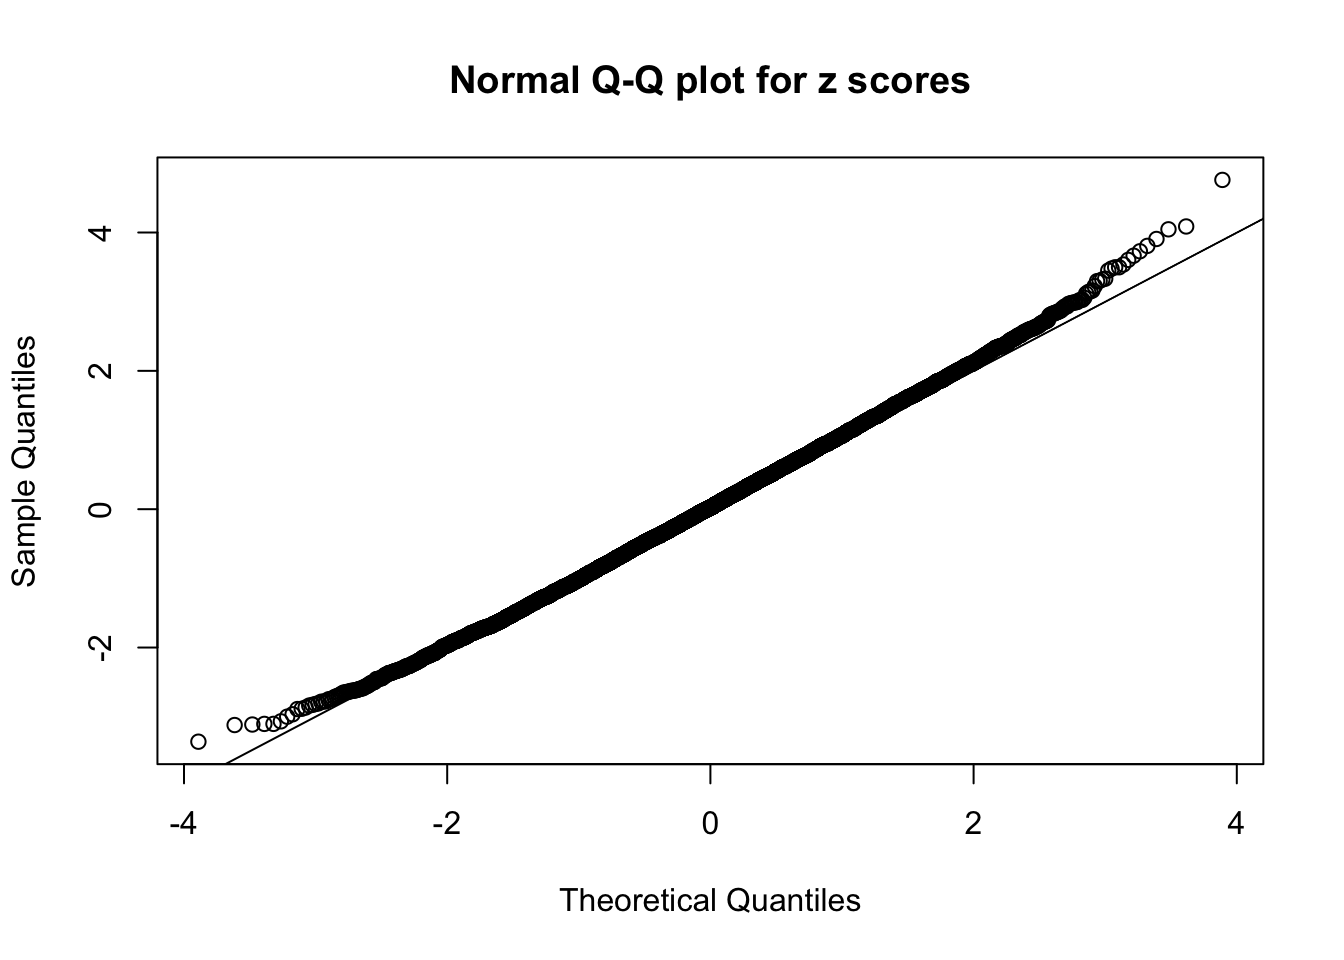 Normal Q-Q plot for z scores
Sample Quantiles
4
2
0
-2
-4 -2 0 2 4
Theoretical Quantiles